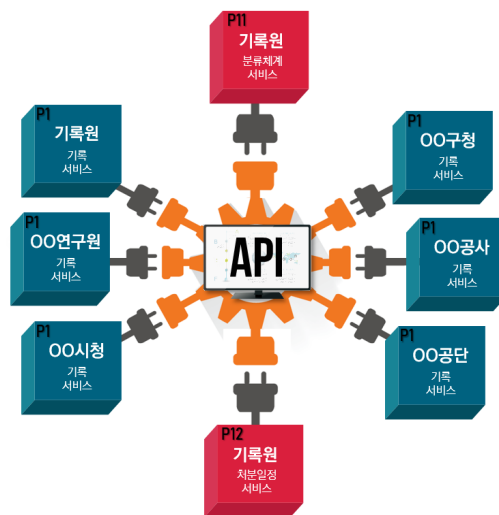 P11
기록원
분류체계
서비스
P1
기록원
기록
서비스
P1
OO구청
기록
서비스
P1
OO연구원
기록
서비스
API
P1
OO공사
기록
서비스
P1
OO시청
기록
서비스
P1
OO공단
기록
서비스
P12
기록원
처분일정
서비스